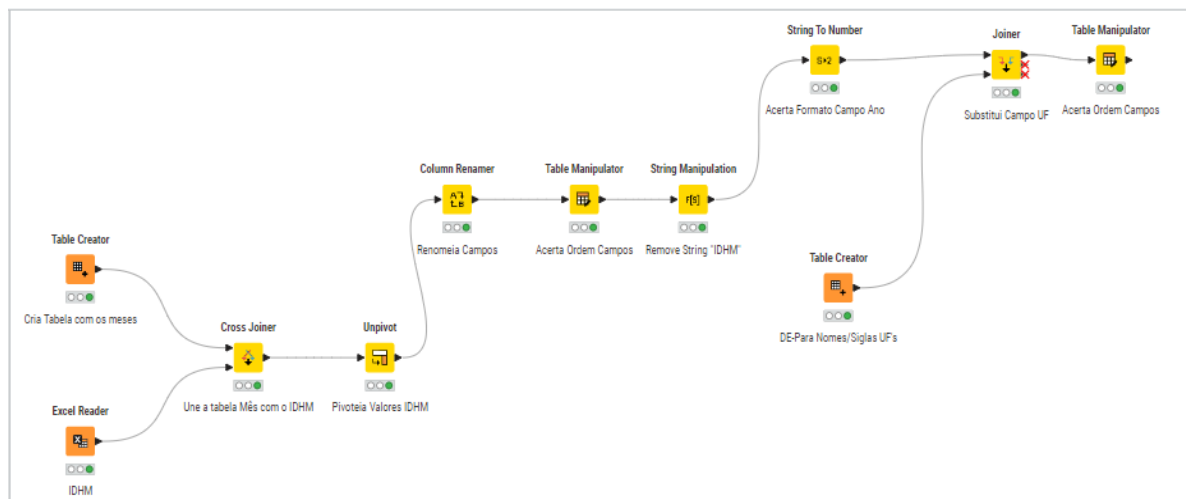 String To Number
S+2
Acerta Formato Campo Ano
Joiner
Substitui Campo UF
Table Manipulator
Acerta Ordem Campos
Column Renamer
Renomeia Campos
Table Manipulator
Acerta Ordem Campos
String Manipulation
F[S]
Remove String "IDHM"
Table Creator
Cria Tabela com os meses
Table Creator
DE-Para Nomes/Siglas UF's
Cross Joiner
Une a tabela Mês com o IDHM
Unpivot
Pivoteia Valores IDHM
Excel Reader
IDHM